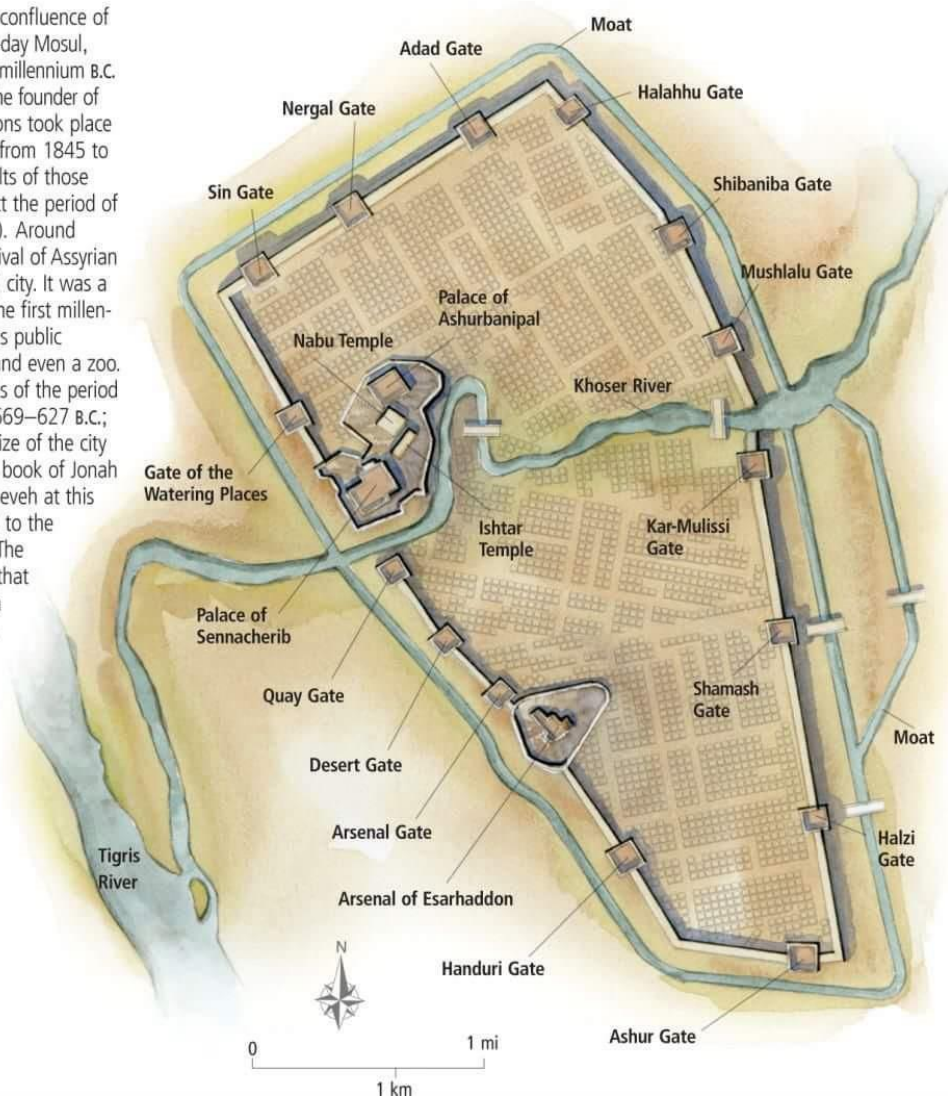 confluence of
day Mosul,
millennium B.C.
he founder of
ons took place
from 1845 to
lts of those
t the period of
). Around
ival of Assyrian
city. It was a
he first millen-
s public
nd even a zoo.
s of the period
669–627 B.C.;
ize of the city
book of Jonah
eveh at this
to the
The
that
Moat
Adad Gate
Halahhu Gate
Nergal Gate
Sin Gate
Shibaniba Gate
Mushlalu Gate
Palace of
Ashurbanipal
Nabu Temple
Khoser River
Gate of the
Watering Places
Ishtar
Temple
Kar-Mulissi
Gate
Palace of
Sennacherib
Quay Gate
Shamash
Gate
Moat
Desert Gate
Arsenal Gate
Halzi
Gate
Tigris
River
Arsenal of Esarhaddon
Handuri Gate
N
Ashur Gate
0
1 mi
1 km